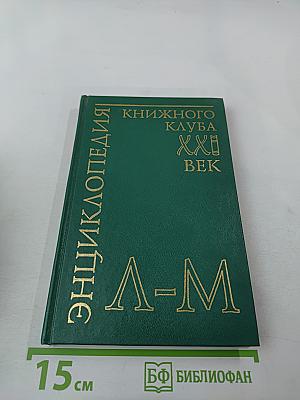 ЭНЦИКЛОПЕДИЯ
КНИЖНОГО
КЛУБА
XXI
ВЕК
Л-М
15 см
БФ БИБЛИОФАН